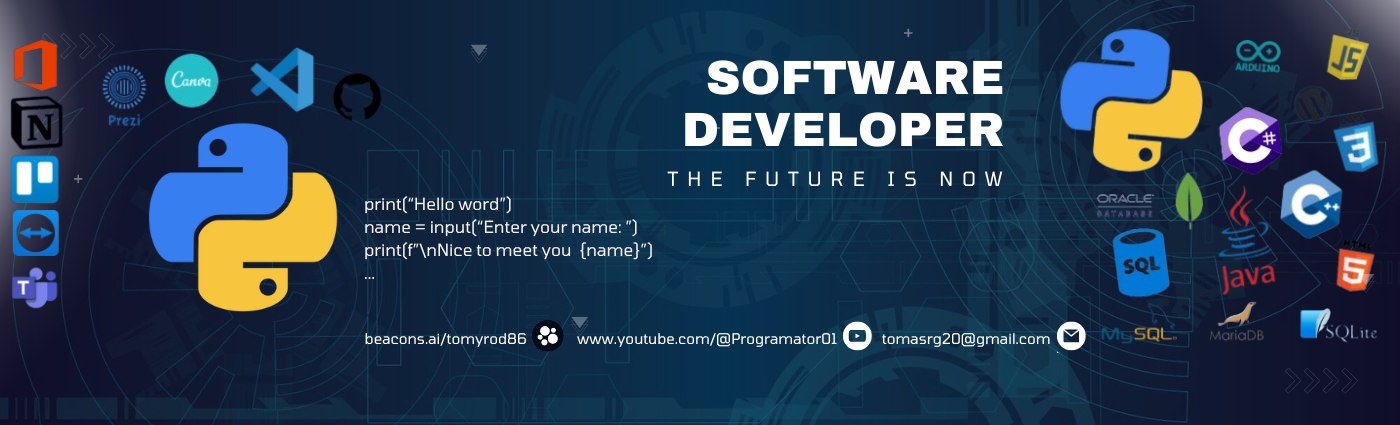 SOFTWARE
DEVELOPER
THE FUTURE IS NOW
Prezi
Canva
N
T
print(“Hello word”)
name = input(“Enter your name: ”)
print(f”\nNice to meet you {name}”)
...
beacons.ai/tomyrod86
www.youtube.com/@Programator01
tomasrg20@gmail.com
ARDUINO
JS
C#
3
ORACLE
DATABASE
C++
SQL
Java
HTML
5
MySQL
MariaDB
SQLite